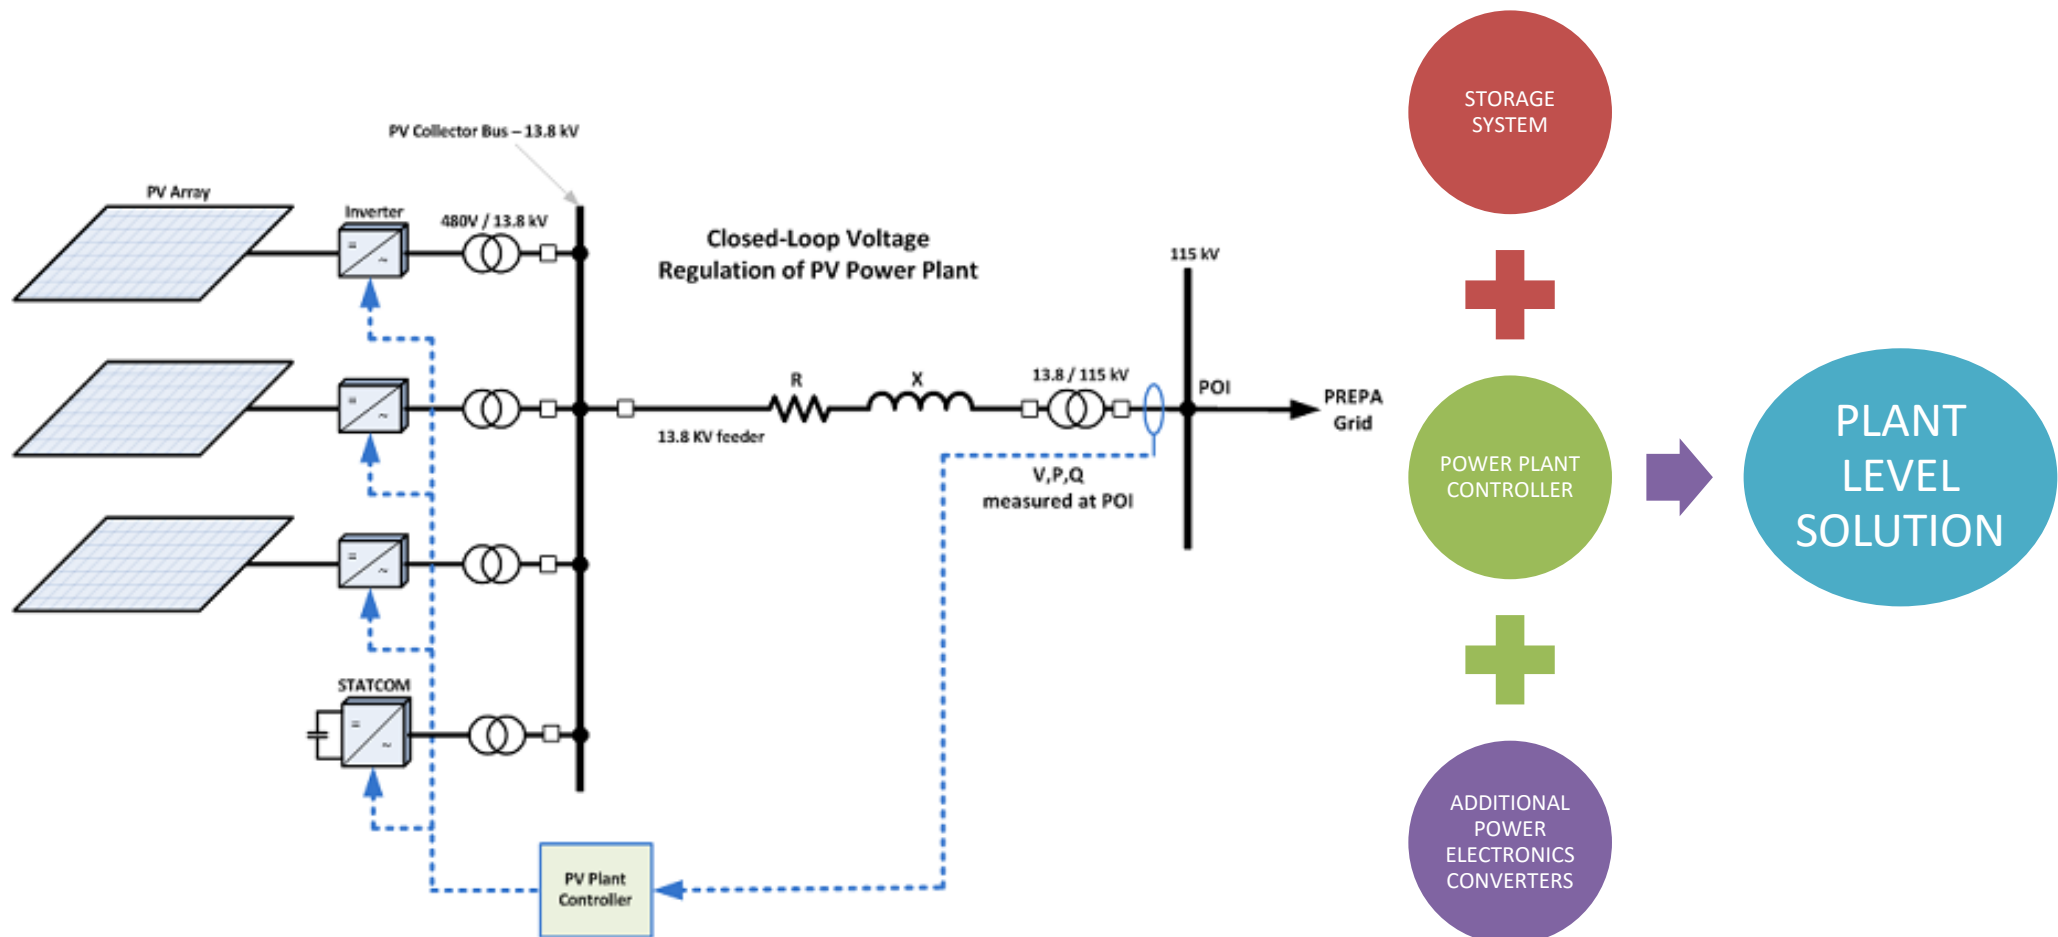 PV Collector Bus – 13.8 kV
PV Array
Inverter
480V / 13.8 kV
Closed-Loop Voltage
Regulation of PV Power Plant
115 kV
R
X
13.8 / 115 kV
POI
PREPA
Grid
13.8 KV feeder
V,P,Q
measured at POI
STATCOM
PV Plant
Controller
STORAGE
SYSTEM
POWER PLANT
CONTROLLER
ADDITIONAL
POWER
ELECTRONICS
CONVERTERS
PLANT
LEVEL
SOLUTION